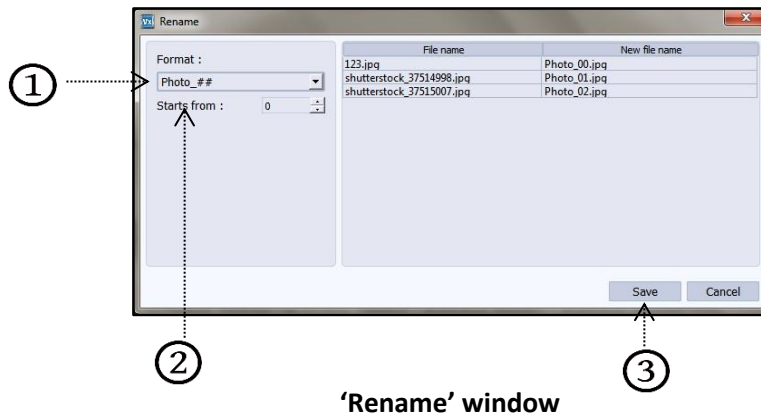 Vi Rename
Format :
Photo_##
Starts from : 0
File name New file name
123.jpg Photo_00.jpg
shutterstock_37514998.jpg Photo_01.jpg
shutterstock_37515007.jpg Photo_02.jpg
Save Cancel
1
2
3
‘Rename’ window